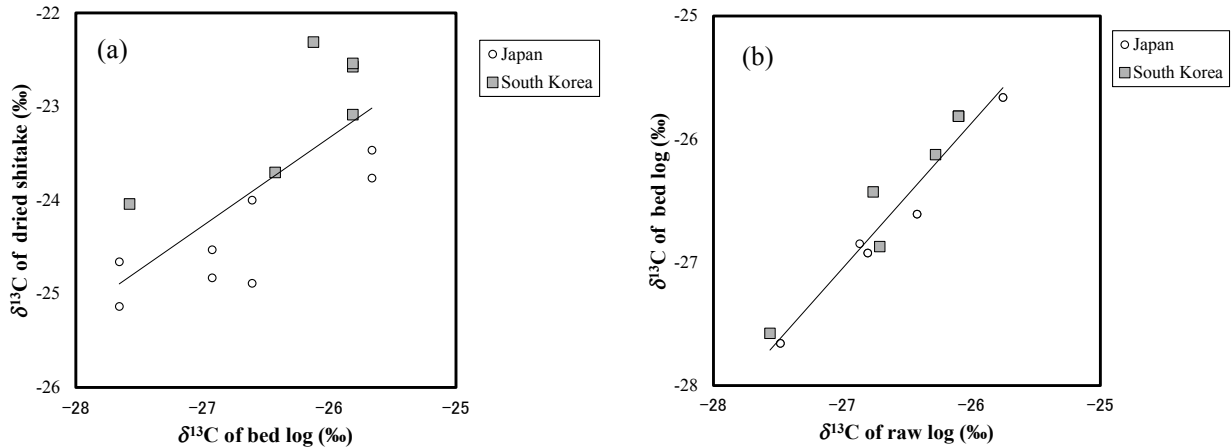 (a)
-22
-23
-24
-25
-26
−28
−27
−26
−25
δ¹³C of dried shitake (‰)
δ¹³C of bed log (‰)
Japan
South Korea
(b)
-25
-26
-27
-28
−28
−27
−26
−25
δ¹³C of bed log (‰)
δ¹³C of raw log (‰)
Japan
South Korea